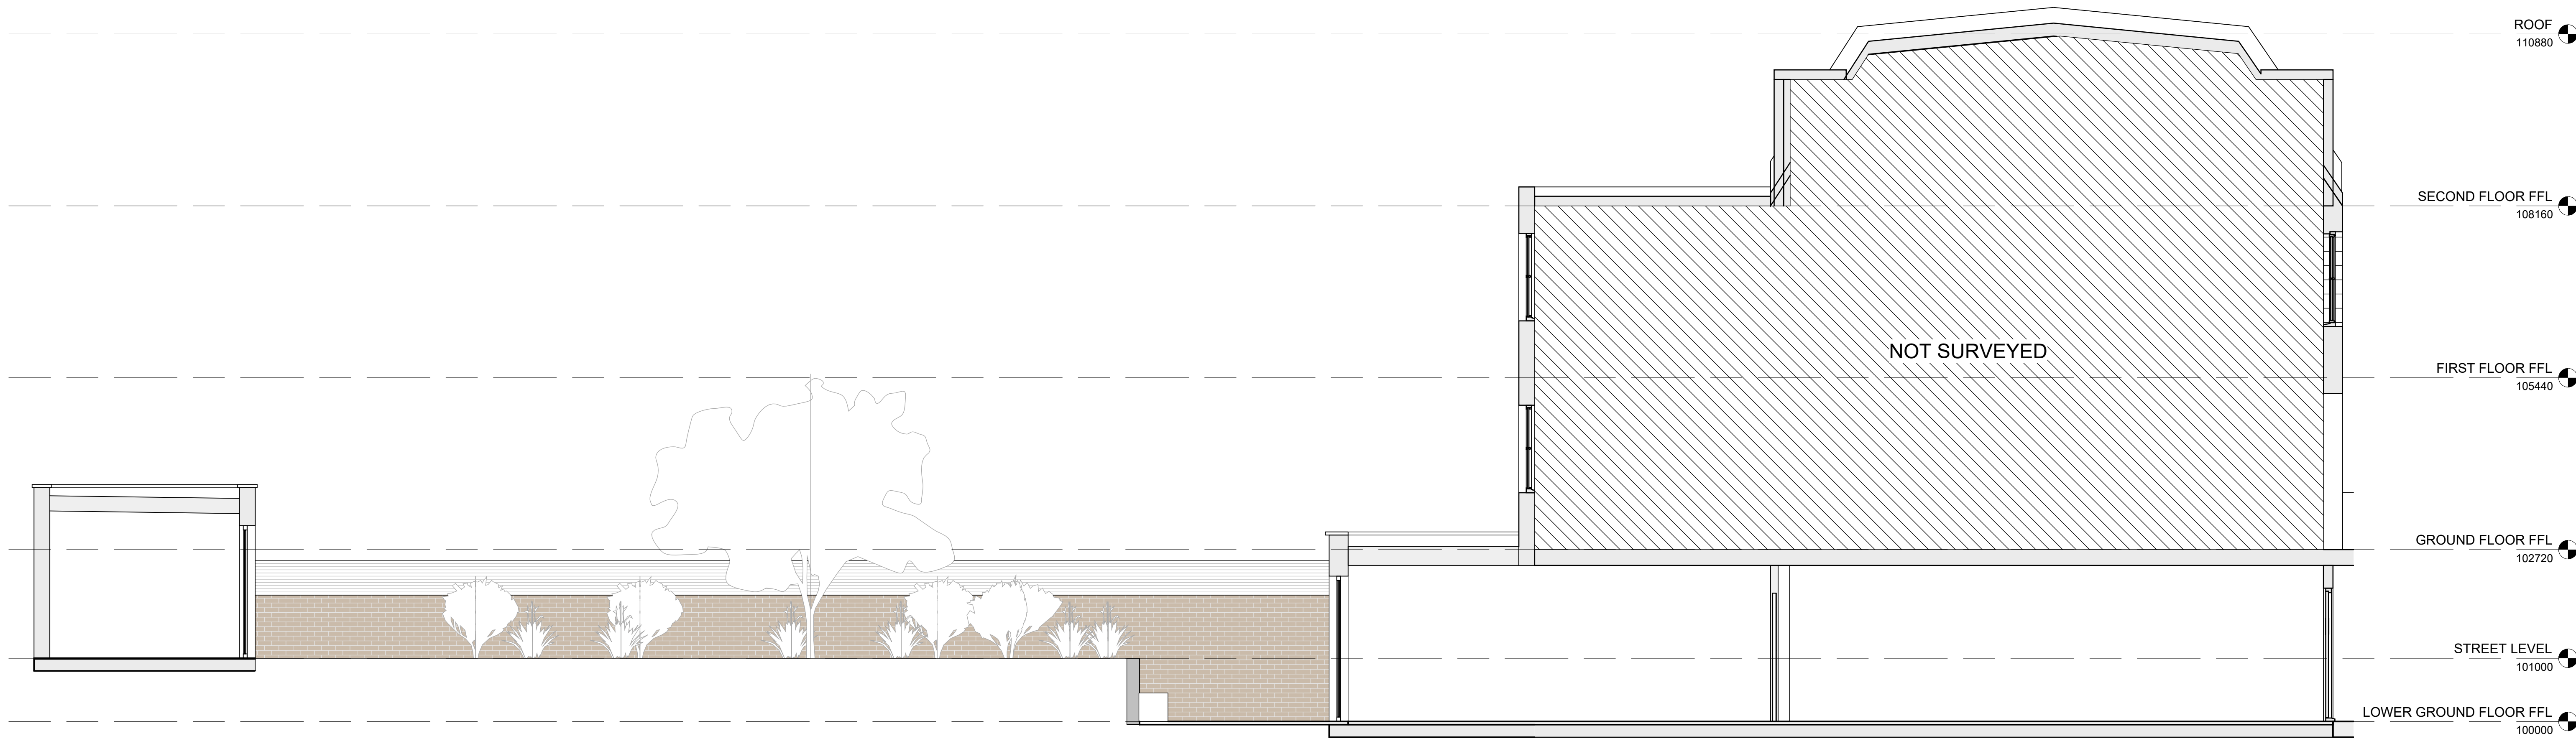 ROOF
110880
SECOND FLOOR FFL
108160
NOT SURVEYED
FIRST FLOOR FFL
105440
GROUND FLOOR FFL
102720
STREET LEVEL
101000
LOWER GROUND FLOOR FFL
100000